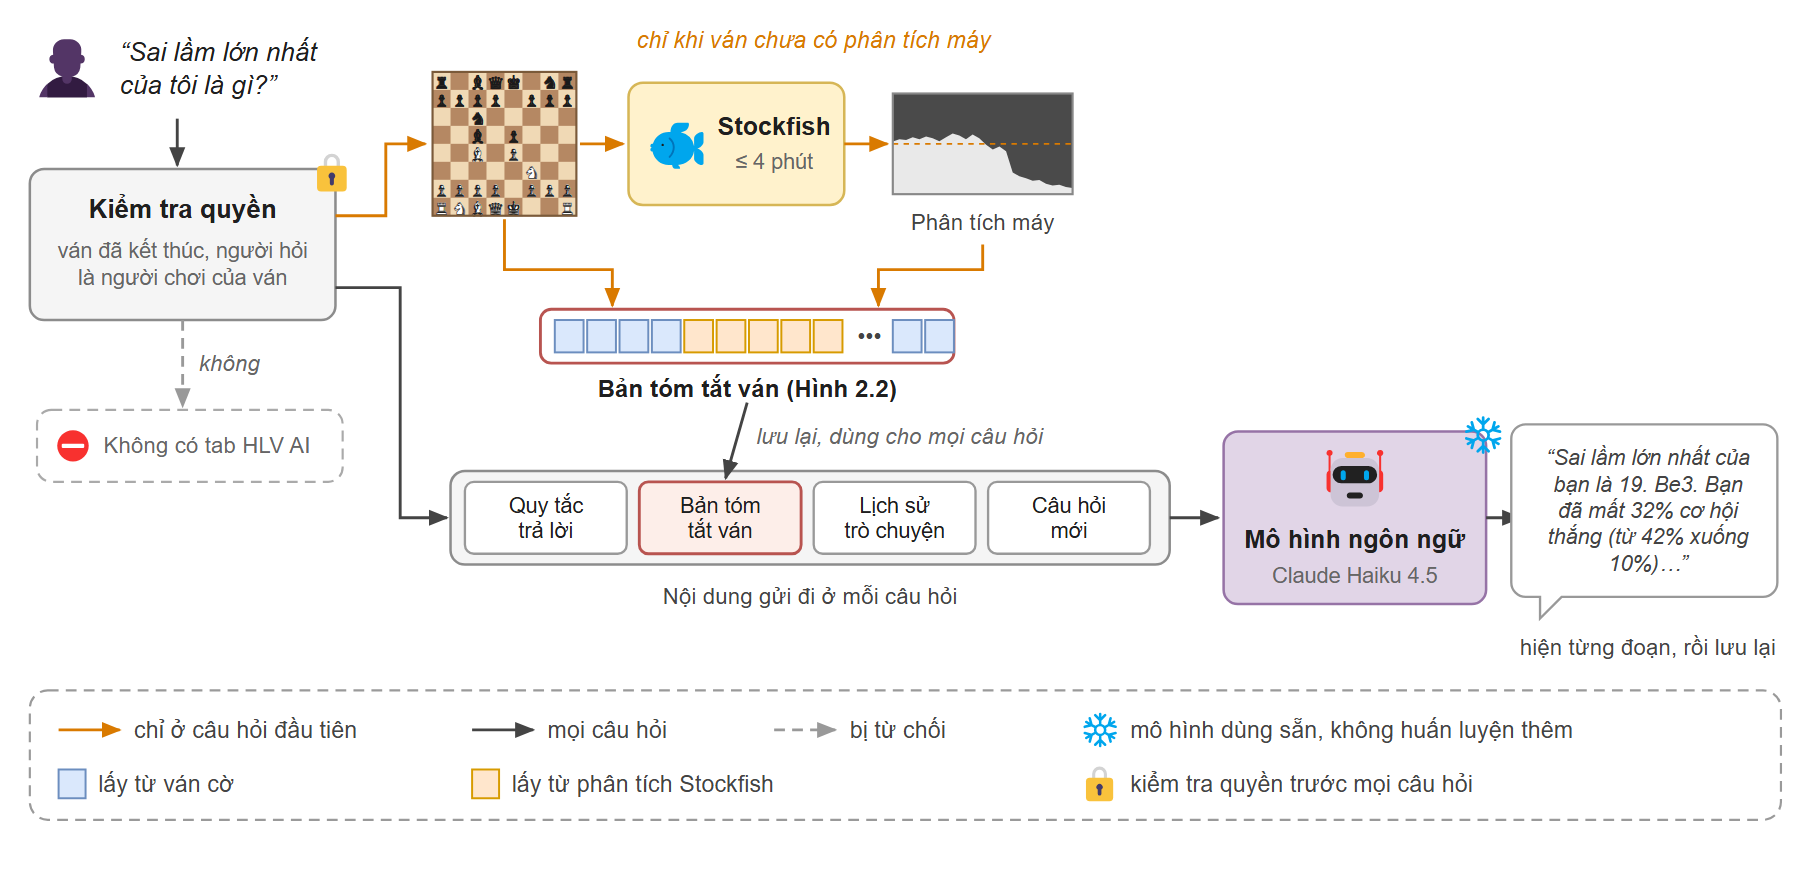 “Sai lầm lớn nhất
của tôi là gì?”
chỉ khi ván chưa có phân tích máy
Stockfish
≤ 4 phút
Phân tích máy
Kiểm tra quyền
ván đã kết thúc, người hỏi
là người chơi của ván
không
Không có tab HLV AI
•••
Bản tóm tắt ván (Hình 2.2)
lưu lại, dùng cho mọi câu hỏi
Quy tắc
trả lời
Bản tóm
tắt ván
Lịch sử
trò chuyện
Câu hỏi
mới
Nội dung gửi đi ở mỗi câu hỏi
Mô hình ngôn ngữ
Claude Haiku 4.5
“Sai lầm lớn nhất của
bạn là 19. Be3. Bạn
đã mất 32% cơ hội
thắng (từ 42% xuống
10%)…”
hiện từng đoạn, rồi lưu lại
chỉ ở câu hỏi đầu tiên
mọi câu hỏi
bị từ chối
mô hình dùng sẵn, không huấn luyện thêm
lấy từ ván cờ
lấy từ phân tích Stockfish
kiểm tra quyền trước mọi câu hỏi